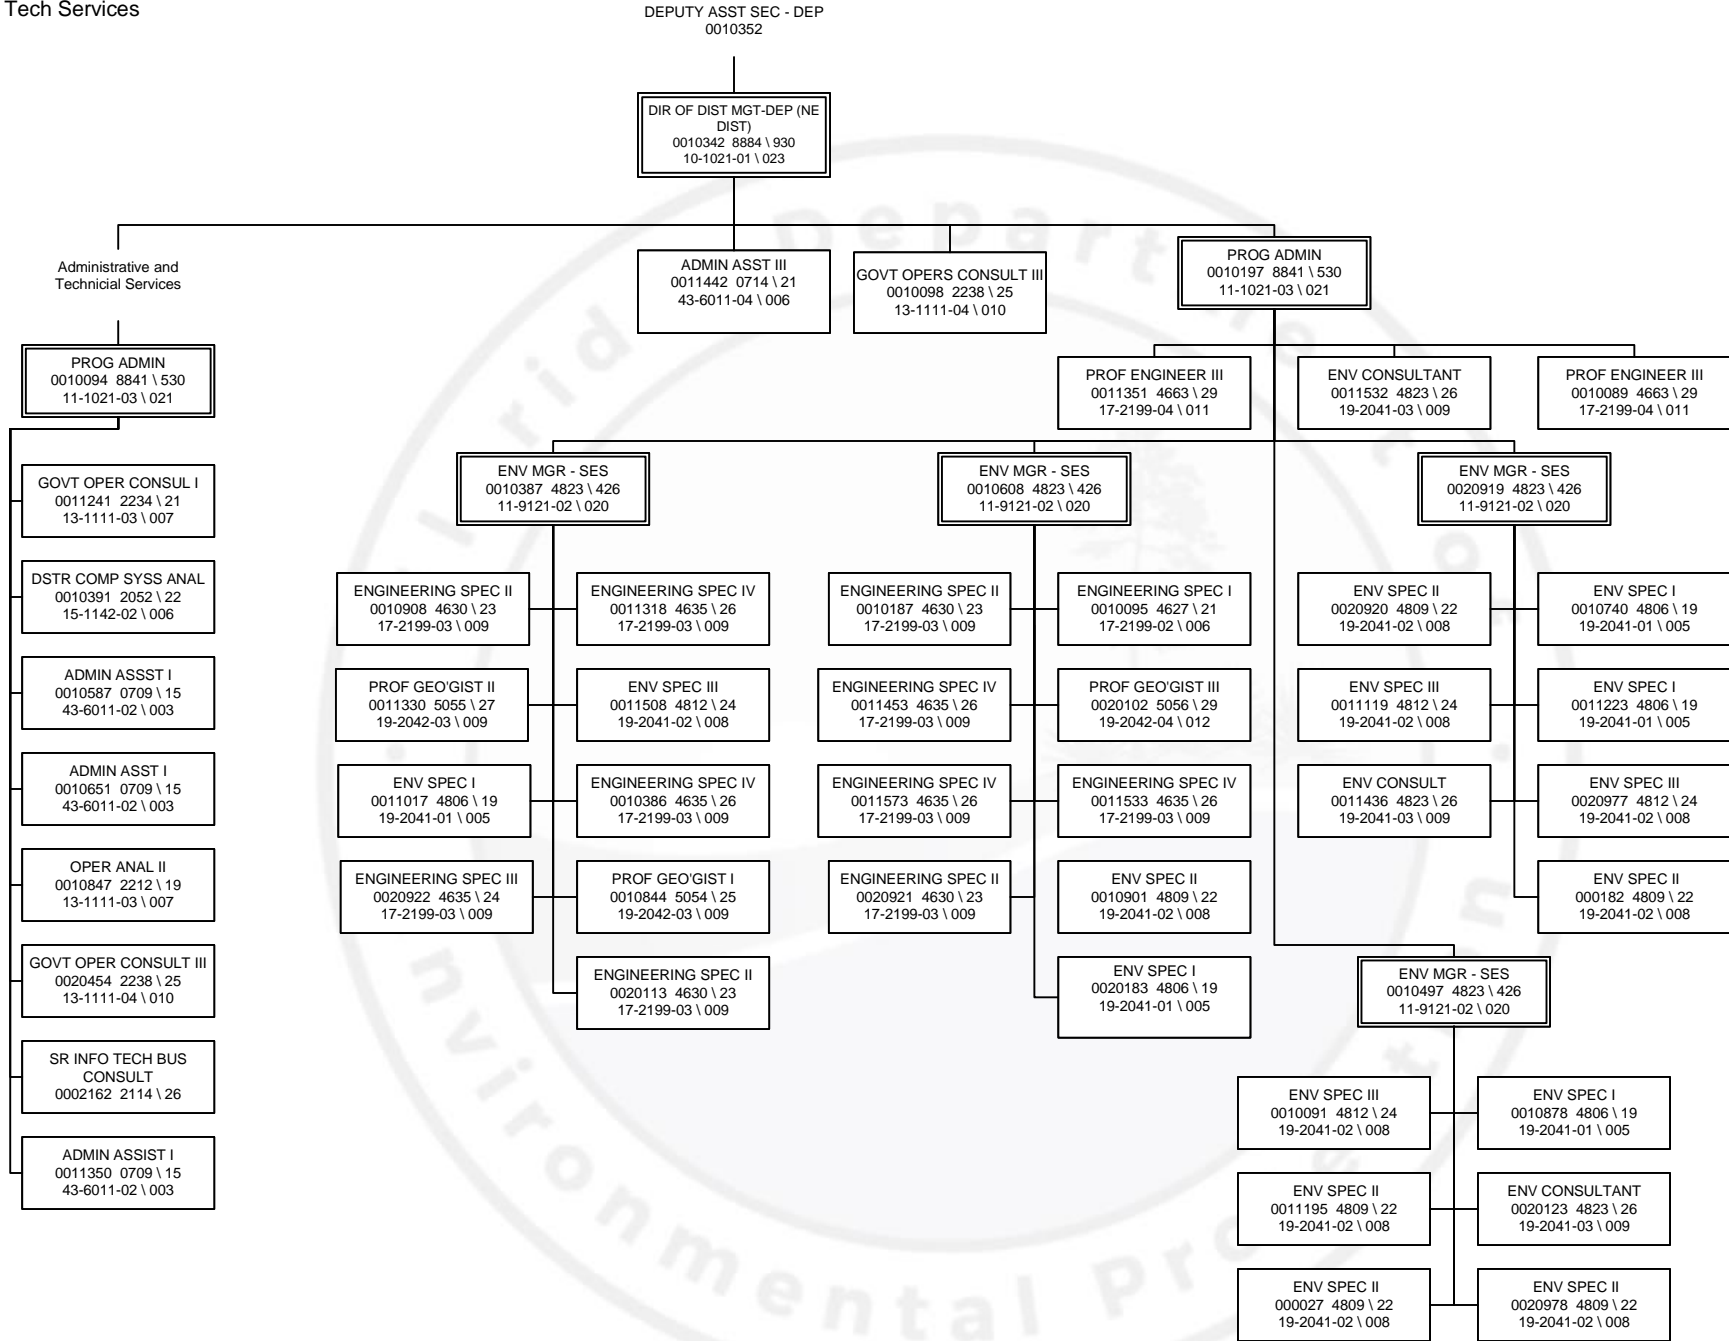 Tech Services
DEPUTY ASST SEC - DEP
0010352
DIR OF DIST MGT-DEP (NE
DIST)
0010342 8884 \ 930
10-1021-01 \ 023
Administrative and
Technicial Services
ADMIN ASST III
0011442 0714 \ 21
43-6011-04 \ 006
GOVT OPERS CONSULT III
0010098 2238 \ 25
13-1111-04 \ 010
PROG ADMIN
0010197 8841 \ 530
11-1021-03 \ 021
PROG ADMIN
0010094 8841 \ 530
11-1021-03 \ 021
GOVT OPER CONSUL I
0011241 2234 \ 21
13-1111-03 \ 007
DSTR COMP SYSS ANAL
0010391 2052 \ 22
15-1142-02 \ 006
ADMIN ASSST I
0010587 0709 \ 15
43-6011-02 \ 003
ADMIN ASST I
0010651 0709 \ 15
43-6011-02 \ 003
OPER ANAL II
0010847 2212 \ 19
13-1111-03 \ 007
GOVT OPER CONSULT III
0020454 2238 \ 25
13-1111-04 \ 010
SR INFO TECH BUS
CONSULT
0002162 2114 \ 26
ADMIN ASSIST I
0011350 0709 \ 15
43-6011-02 \ 003
PROF ENGINEER III
0011351 4663 \ 29
17-2199-04 \ 011
ENV CONSULTANT
0011532 4823 \ 26
19-2041-03 \ 009
PROF ENGINEER III
0010089 4663 \ 29
17-2199-04 \ 011
ENV MGR - SES
0010387 4823 \ 426
11-9121-02 \ 020
ENGINEERING SPEC II
0010908 4630 \ 23
17-2199-03 \ 009
ENGINEERING SPEC IV
0011318 4635 \ 26
17-2199-03 \ 009
PROF GEO'GIST II
0011330 5055 \ 27
19-2042-03 \ 009
ENV SPEC III
0011508 4812 \ 24
19-2041-02 \ 008
ENV SPEC I
0011017 4806 \ 19
19-2041-01 \ 005
ENGINEERING SPEC IV
0010386 4635 \ 26
17-2199-03 \ 009
ENGINEERING SPEC III
0020922 4635 \ 24
17-2199-03 \ 009
PROF GEO'GIST I
0010844 5054 \ 25
19-2042-03 \ 009
ENGINEERING SPEC II
0020113 4630 \ 23
17-2199-03 \ 009
ENV MGR - SES
0010608 4823 \ 426
11-9121-02 \ 020
ENGINEERING SPEC II
0010187 4630 \ 23
17-2199-03 \ 009
ENGINEERING SPEC I
0010095 4627 \ 21
17-2199-02 \ 006
ENGINEERING SPEC IV
0011453 4635 \ 26
17-2199-03 \ 009
PROF GEO'GIST III
0020102 5056 \ 29
19-2042-04 \ 012
ENGINEERING SPEC IV
0011573 4635 \ 26
17-2199-03 \ 009
ENGINEERING SPEC IV
0011533 4635 \ 26
17-2199-03 \ 009
ENGINEERING SPEC II
0020921 4630 \ 23
17-2199-03 \ 009
ENV SPEC II
0010901 4809 \ 22
19-2041-02 \ 008
ENV SPEC I
0020183 4806 \ 19
19-2041-01 \ 005
ENV MGR - SES
0020919 4823 \ 426
11-9121-02 \ 020
ENV SPEC II
0020920 4809 \ 22
19-2041-02 \ 008
ENV SPEC I
0010740 4806 \ 19
19-2041-01 \ 005
ENV SPEC III
0011119 4812 \ 24
19-2041-02 \ 008
ENV SPEC I
0011223 4806 \ 19
19-2041-01 \ 005
ENV CONSULT
0011436 4823 \ 26
19-2041-03 \ 009
ENV SPEC III
0020977 4812 \ 24
19-2041-02 \ 008
ENV SPEC II
000182 4809 \ 22
19-2041-02 \ 008
ENV MGR - SES
0010497 4823 \ 426
11-9121-02 \ 020
ENV SPEC III
0010091 4812 \ 24
19-2041-02 \ 008
ENV SPEC I
0010878 4806 \ 19
19-2041-01 \ 005
ENV SPEC II
0011195 4809 \ 22
19-2041-02 \ 008
ENV CONSULTANT
0020123 4823 \ 26
19-2041-03 \ 009
ENV SPEC II
000027 4809 \ 22
19-2041-02 \ 008
ENV SPEC II
0020978 4809 \ 22
19-2041-02 \ 008